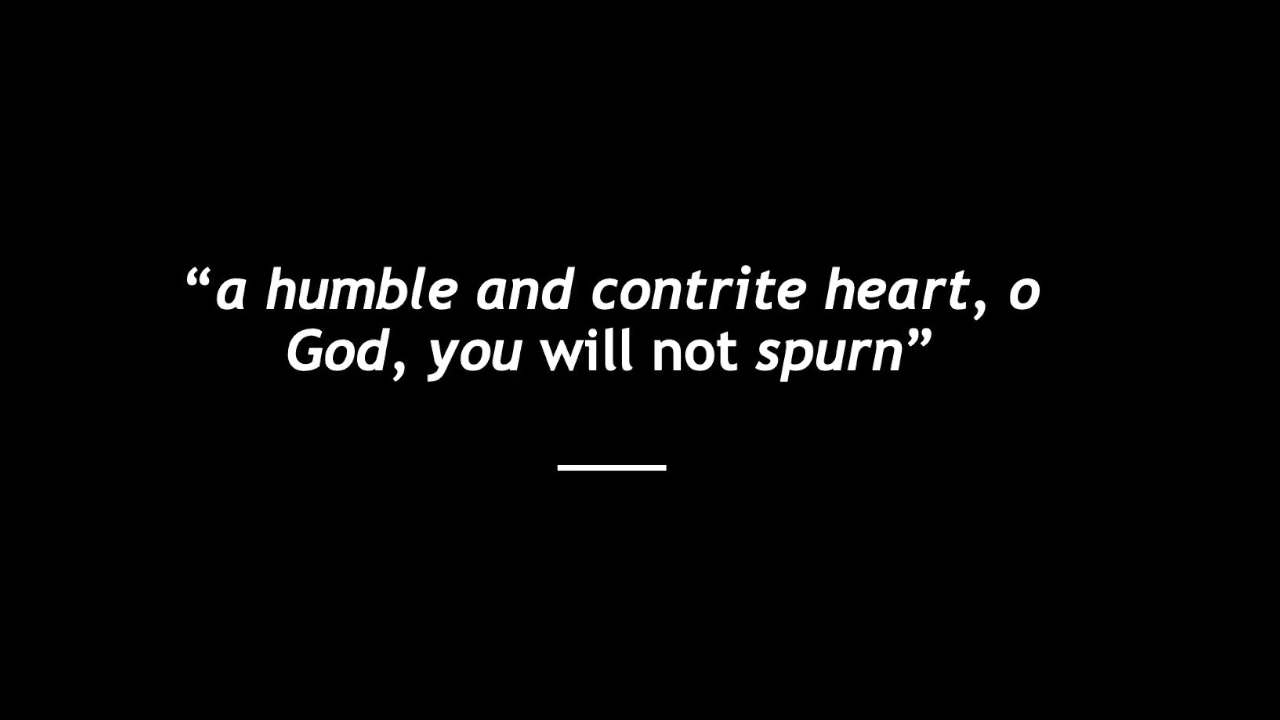 “a humble and contrite heart, o
God, you will not spurn”